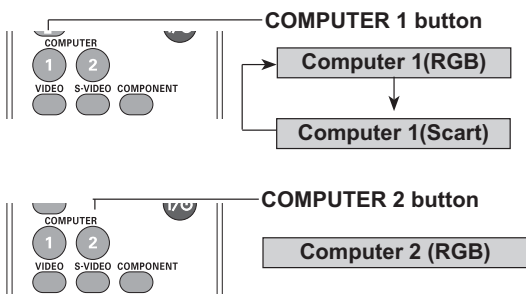 COMPUTER 1 button
COMPUTER
1 2
VIDEO S-VIDEO COMPONENT
Computer 1(RGB)
Computer 1(Scart)
COMPUTER 2 button
COMPUTER
1 2
VIDEO S-VIDEO COMPONENT
Computer 2 (RGB)